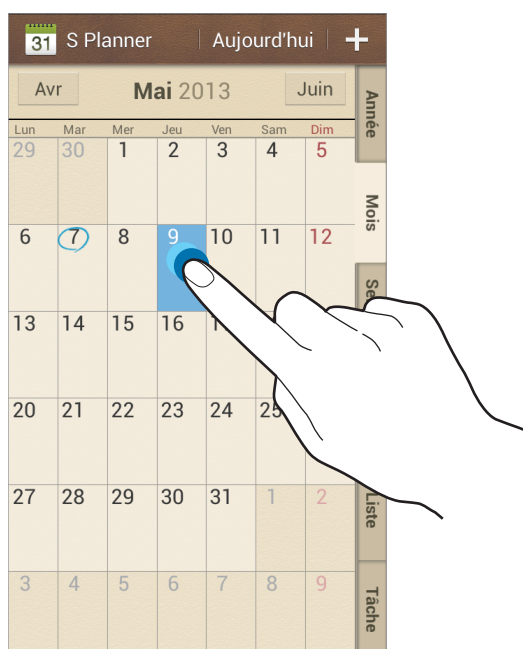 31 S Planner Aujourd'hui +
Avr Mai 2013 Juin
Lun Mar Mer Jeu Ven Sam Dim
29 30 1 2 3 4 5
6 7 8 9 10 11 12
13 14 15 16
20 21 22 23 24 25
27 28 29 30 31 1 2
3 4 5 6 7 8 9
Année
Mois
Se
Liste
Tâche